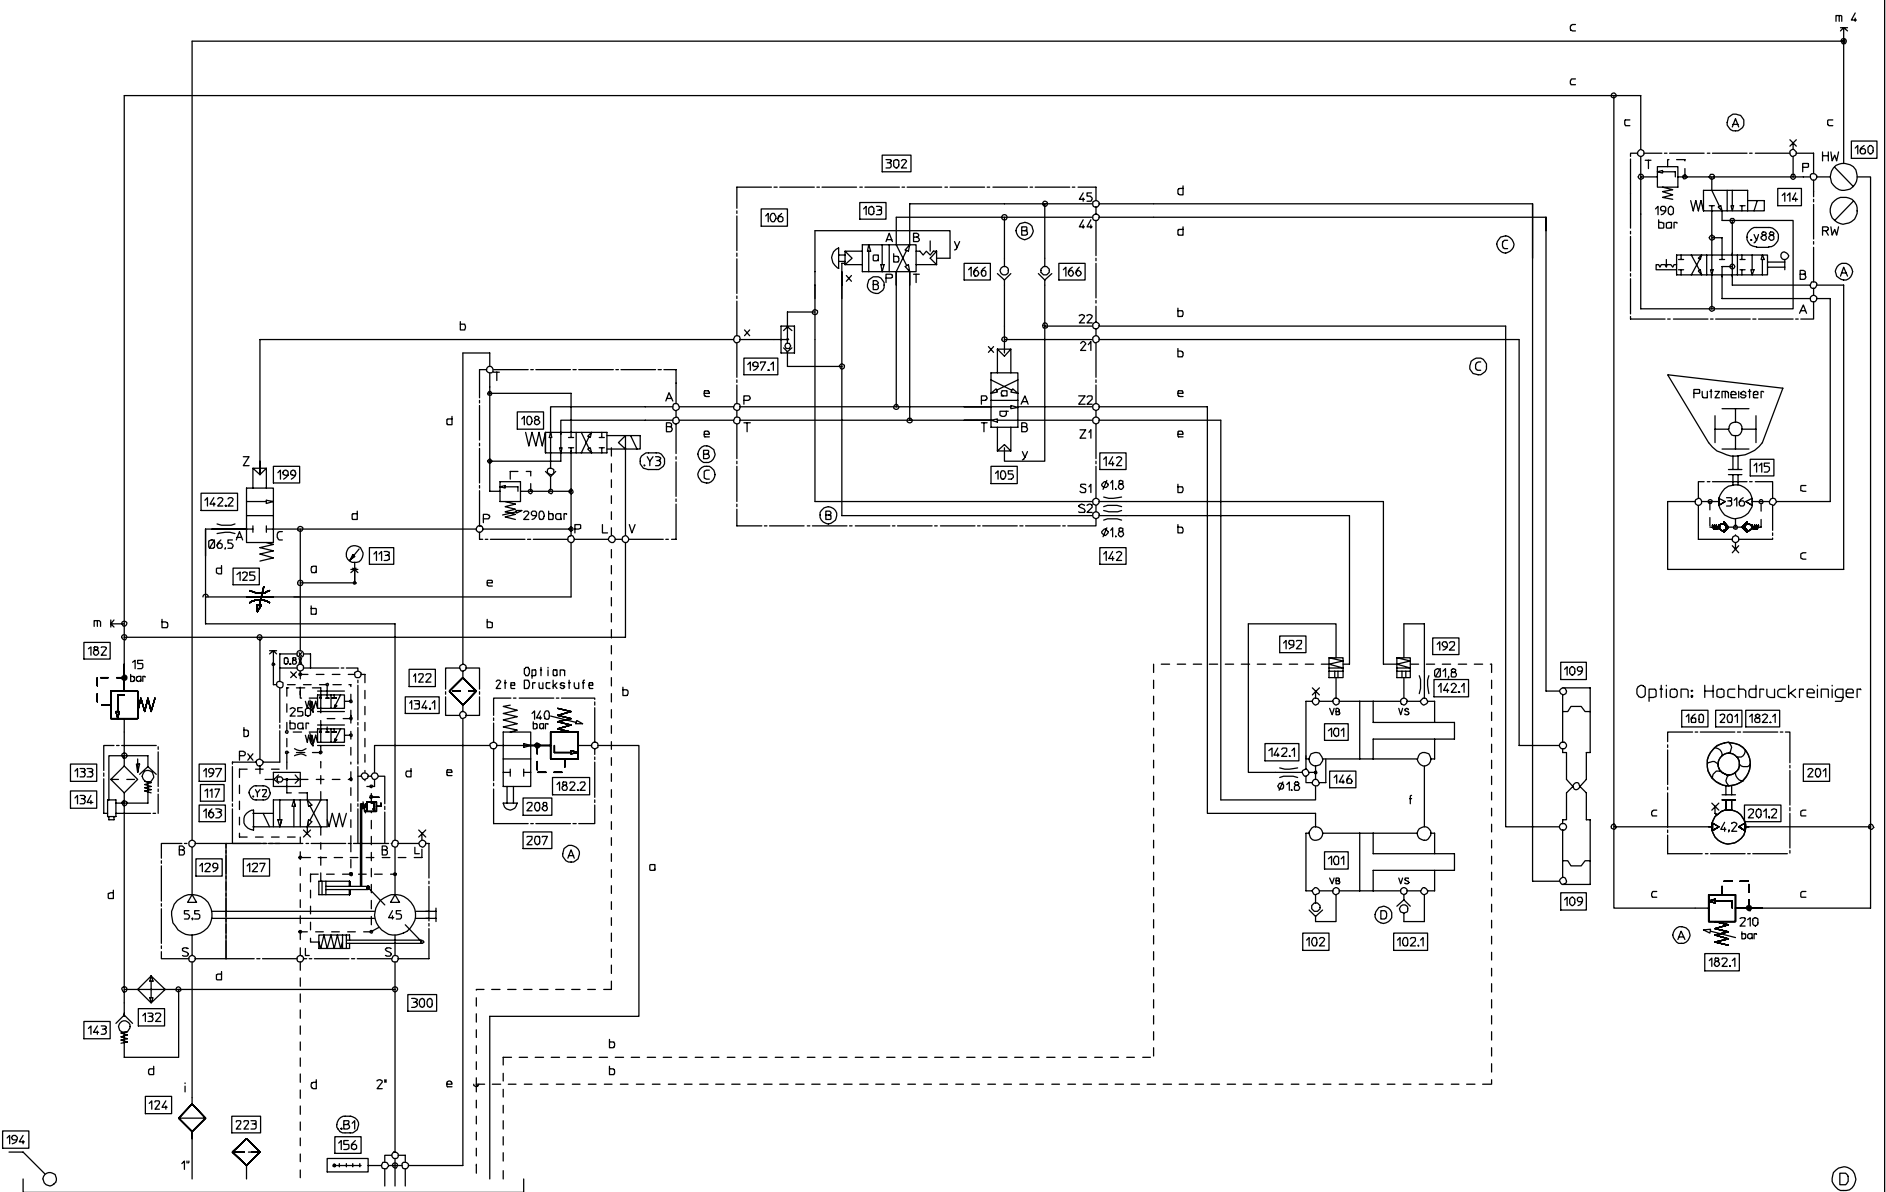 m 4
c
c
c
A
c
HW
160
T
P
114
190
bar
RW
.y88
B
A
A
302
d
45
44
d
106
103
A
B
y
a
b
P
T
x
B
B
C
166
166
b
x
22
b
21
b
197.1
x
C
a
b
P
A
T
B
e
Z2
e
Z1
e
A
P
B
e
T
T
d
108
.Y3
B
C
290 bar
P
P
L
V
105
y
142
ø1.8
S1
b
S2
B
ø1.8
b
142
Putzmeister
115
316
c
c
Z
199
142.2
A
C
Ø6,5
d
113
d
125
a
e
b
m
b
b
182
15
bar
0.8
x
250
bar
b
Px
197
117
163
.Y2
133
134
122
134.1
Option
2te Druckstufe
b
140
bar
d
e
182.2
208
207
A
a
192
192
Ø1,8
142.1
VB
VS
101
142.1
146
ø1.8
f
101
VB
VS
D
102
102.1
109
109
Option: Hochdruckreiniger
160
201
182.1
201
c
201.2
c
4,2
c
c
210
bar
A
182.1
B
129
127
B
L
x
5.5
45
d
S
L
S
d
300
132
143
d
i
d
2"
e
b
b
124
223
.B1
156
194
1"
D